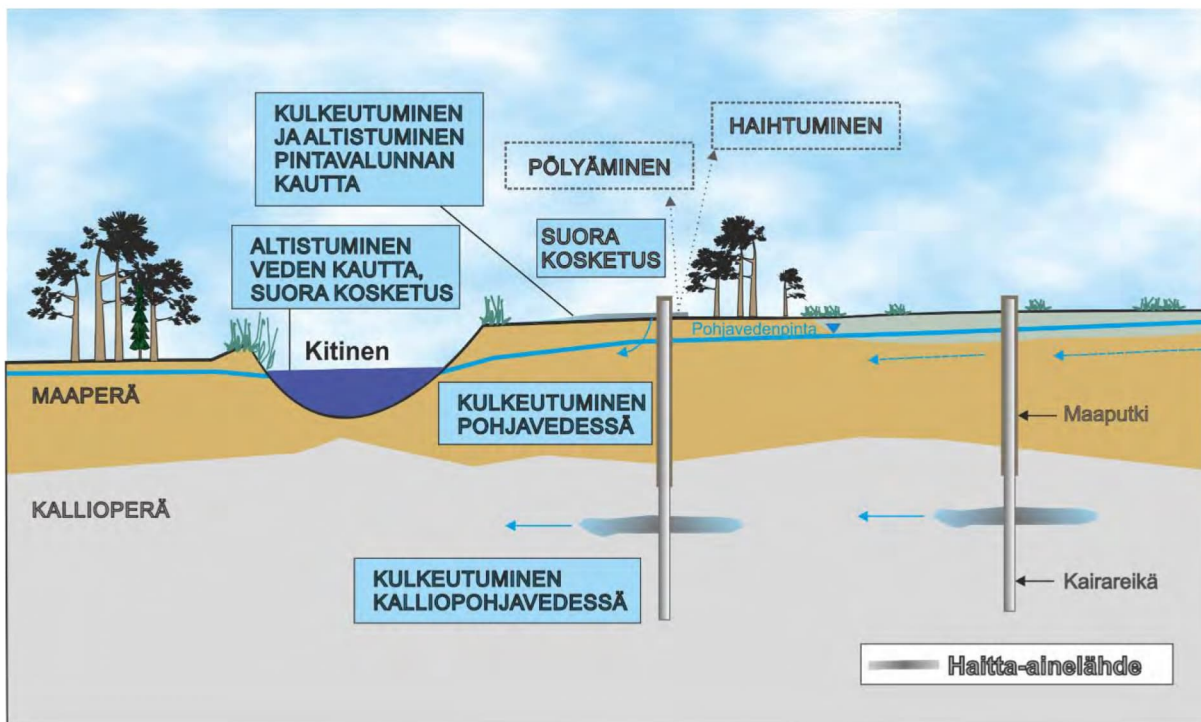 KULKEUTUMINEN
JA ALTISTUMINEN
PINTAVALUNNAN
KAUTTA
HAIHTUMINEN
PÖLYÄMINEN
SUORA
KOSKETUS
ALTISTUMINEN
VEDEN KAUTTA,
SUORA KOSKETUS
Pohjavedenpinta
Kitinen
MAAPERÄ
KULKEUTUMINEN
POHJAVEDESSÄ
Maaputki
KALLIOPERÄ
KULKEUTUMINEN
KALLIOPOHJAVEDESSÄ
Kairareikä
Haitta-ainelähde